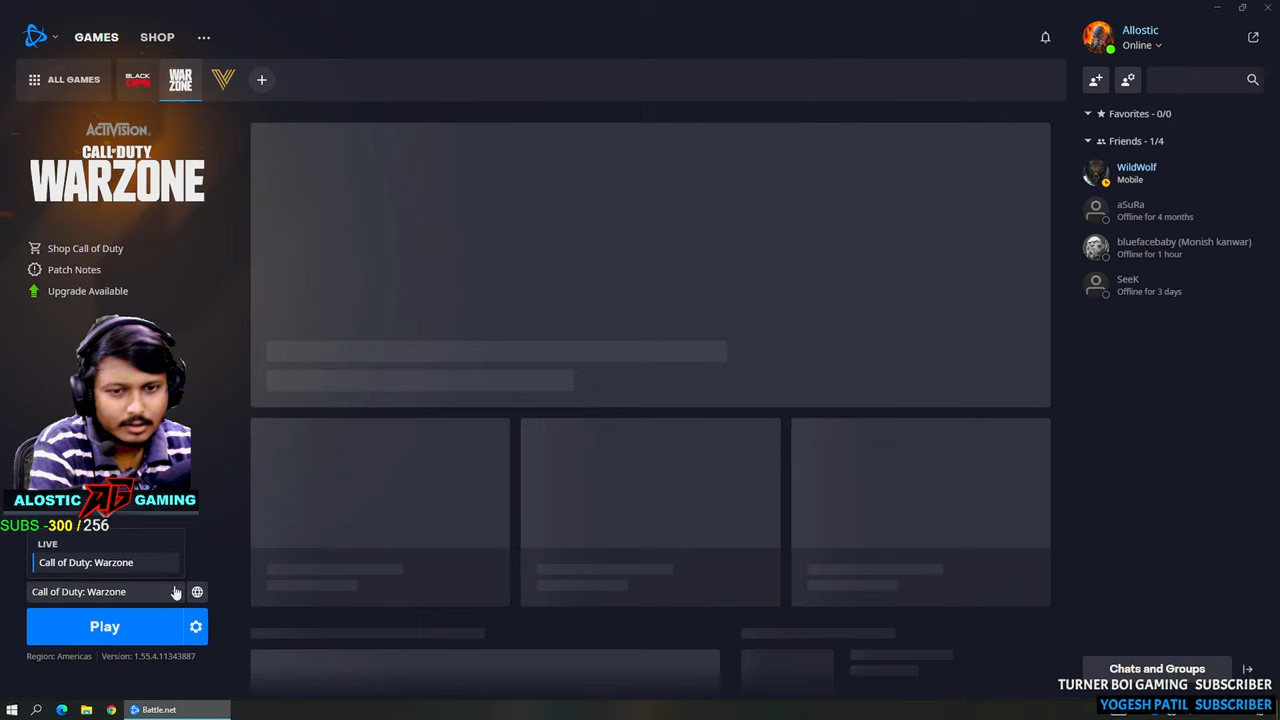 GAMES
SHOP
Allostic
Online
ALL GAMES
BLACK
OPS
WAR
ZONE
Favorites - 0/0
Friends - 1/4
ACTIVISION.
CALL OF DUTY
WARZONE
WildWolf
Mobile
aSuRa
Offline for 4 months
bluefacebaby (Monish kanwar)
Offline for 1 hour
SeeK
Offline for 3 days
Shop Call of Duty
Patch Notes
Upgrade Available
ALOSTIC AG GAMING
SUBS -300 / 256
LIVE
Call of Duty: Warzone
Call of Duty: Warzone
Play
Region: Americas | Version: 1.55.4.11343887
Chats and Groups
TURNER BOI GAMING SUBSCRIBER
YOGESH PATIL SUBSCRIBER
Battle.net